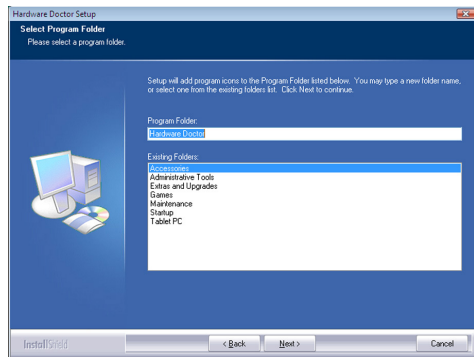 Hardware Doctor Setup
Select Program Folder
Please select a program folder.
Setup will add program icons to the Program Folder listed below. You may type a new folder name,
or select one from the existing folders list. Click Next to continue.
Program Folder:
Hardware Doctor
Existing Folders:
Accessories
Administrative Tools
Extras and Upgrades
Games
Maintenance
Startup
Tablet PC
InstallShield
< Back
Next >
Cancel